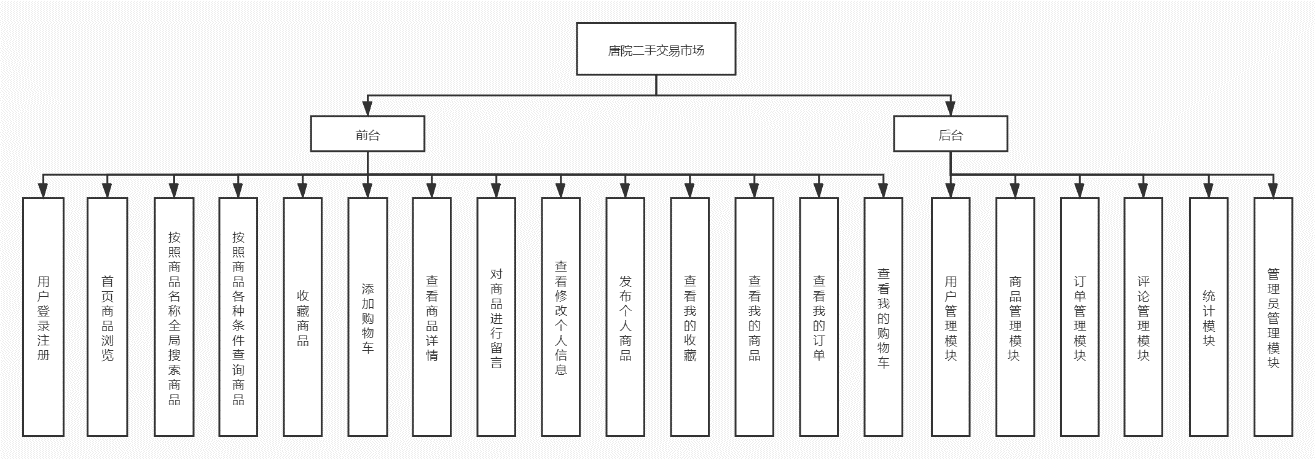 唐院二手交易市场
前台
后台
用户登录注册
首页商品浏览
按照商品名称全局搜索商品
按照商品各种条件查询商品
收藏商品
添加购物车
查看商品详情
对商品进行留言
查看修改个人信息
发布个人商品
查看我的收藏
查看我的商品
查看我的订单
查看我的购物车
用户管理模块
商品管理模块
订单管理模块
评论管理模块
统计模块
管理员管理模块